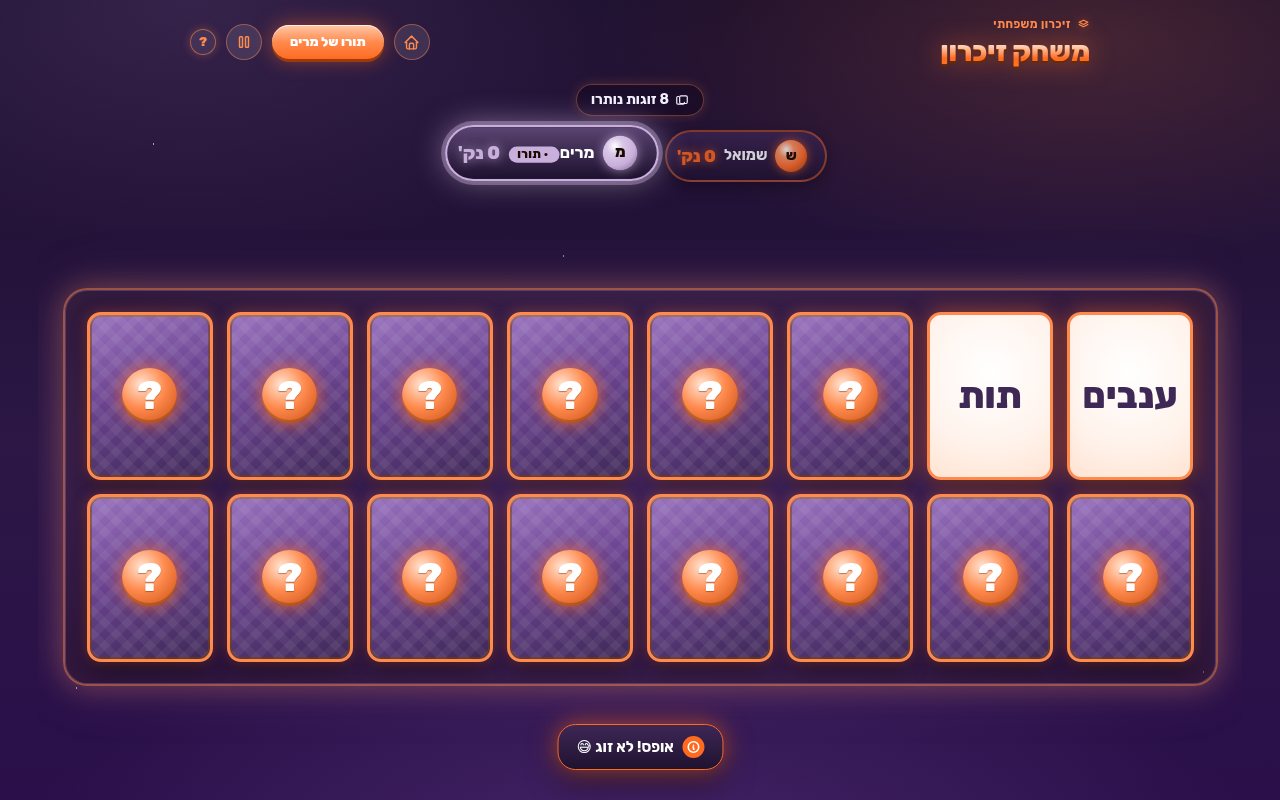 זיכרון משפחתי
משחק זיכרון
תורו של מרים
?
8 זוגות נותרו
ש שמואל 0 נק'
מ מרים • תורו 0 נק'
ענבים תות ? ? ? ? ? ?
? ? ? ? ? ? ? ?
אופס! לא זוג 😅